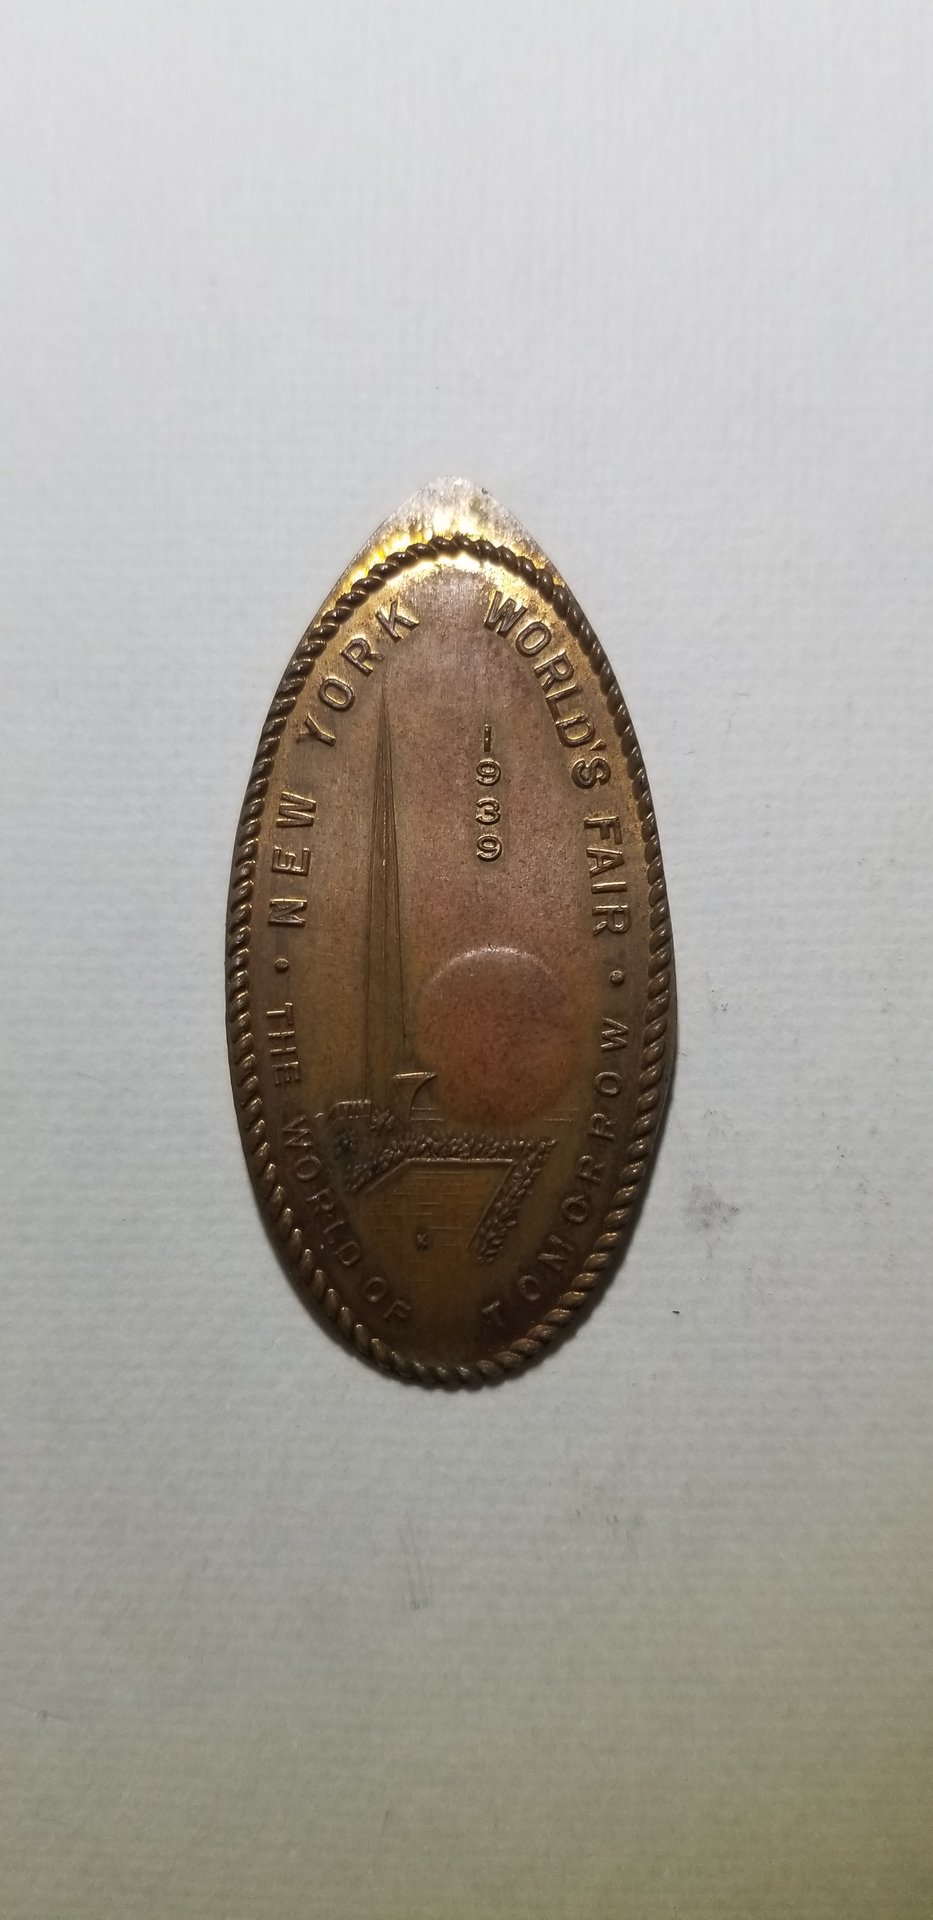 NEW YORK WORLD'S FAIR
1939
• THE WORLD OF TOMORROW •
K